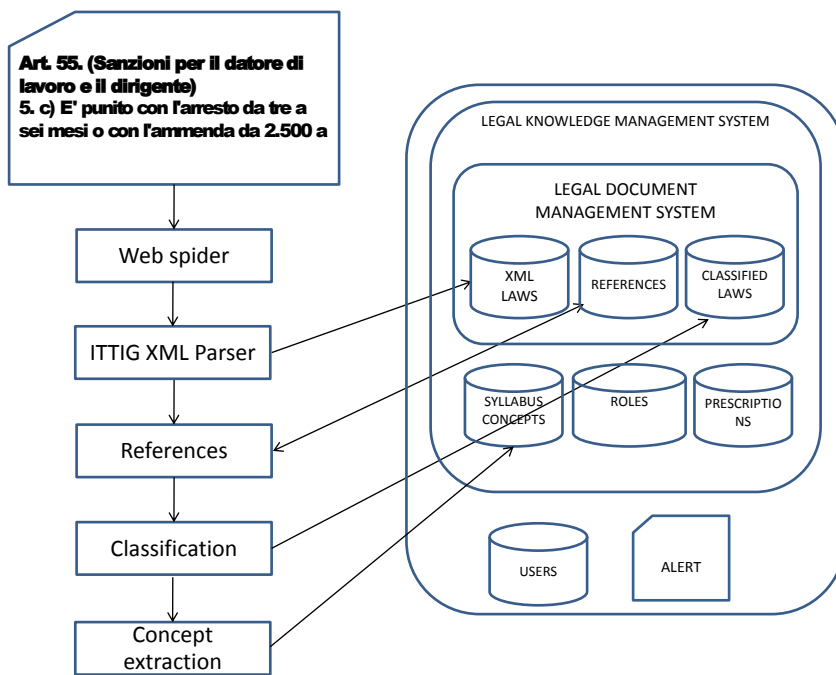 Art. 55. (Sanzioni per il datore di
lavoro e il dirigente)
5. c) E' punito con l'arresto da tre a
sei mesi o con l'ammenda da 2.500 a
Web spider
ITTIG XML Parser
References
Classification
Concept
extraction
LEGAL KNOWLEDGE MANAGEMENT SYSTEM
LEGAL DOCUMENT
MANAGEMENT SYSTEM
XML
LAWS
REFERENCES
CLASSIFIED
LAWS
SYLLABUS
CONCEPTS
ROLES
PRESCRIPTIO
NS
USERS
ALERT